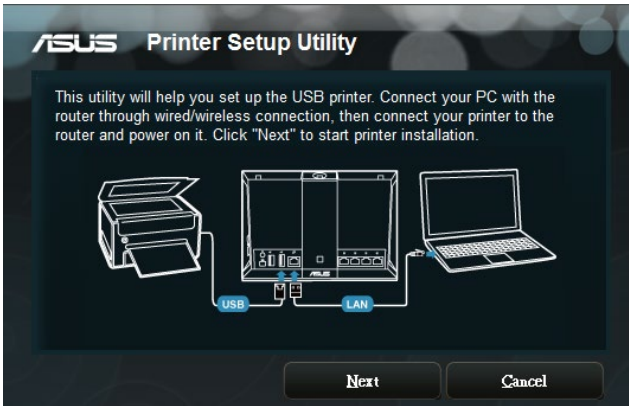 ASUS Printer Setup Utility
This utility will help you set up the USB printer. Connect your PC with the
router through wired/wireless connection, then connect your printer to the
router and power on it. Click "Next" to start printer installation.
ASUS
USB
LAN
Next Cancel